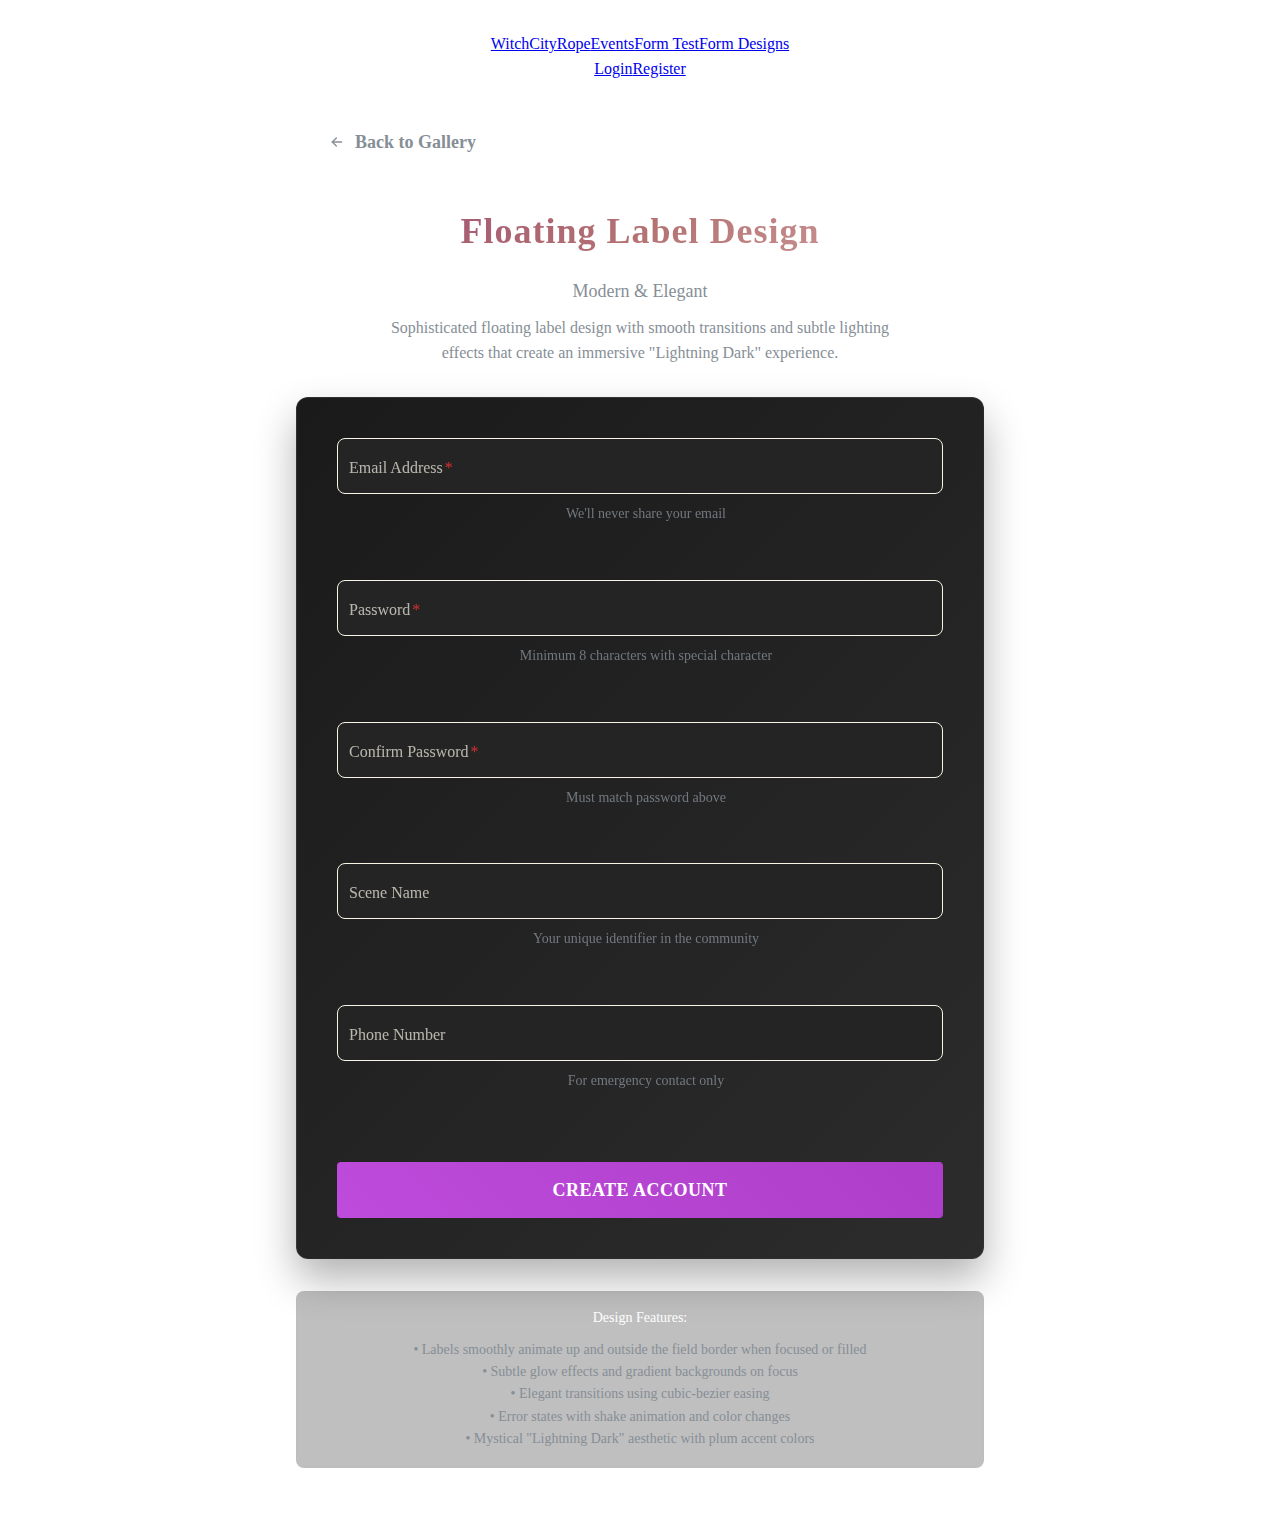 WitchCityRopeEventsForm TestForm Designs
LoginRegister
Back to Gallery
Floating Label Design
Modern & Elegant
Sophisticated floating label design with smooth transitions and subtle lighting
effects that create an immersive "Lightning Dark" experience.
Email Address *
We'll never share your email
Password *
Minimum 8 characters with special character
Confirm Password *
Must match password above
Scene Name
Your unique identifier in the community
Phone Number
For emergency contact only
CREATE ACCOUNT
Design Features:
• Labels smoothly animate up and outside the field border when focused or filled
• Subtle glow effects and gradient backgrounds on focus
• Elegant transitions using cubic-bezier easing
• Error states with shake animation and color changes
• Mystical "Lightning Dark" aesthetic with plum accent colors